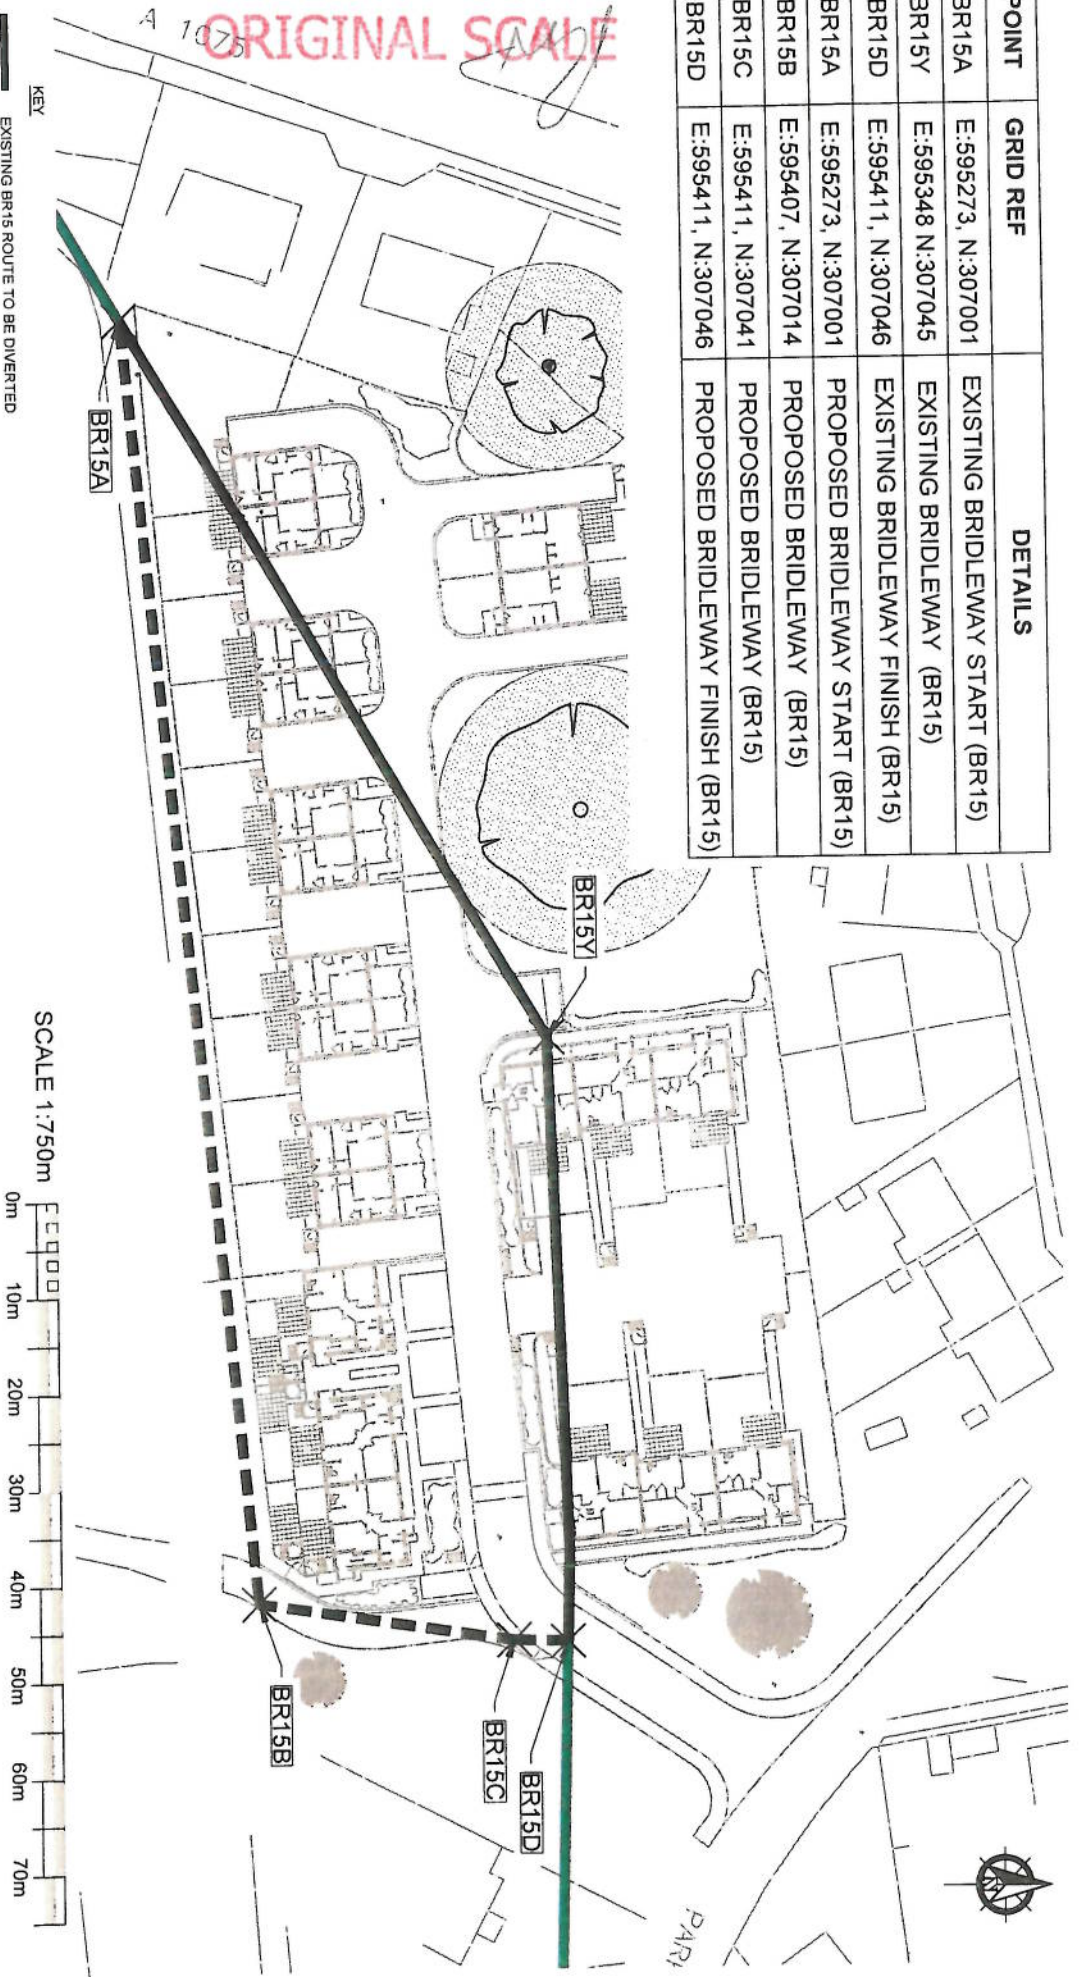 POINT GRID REF DETAILS
BR15A E:595273, N:307001 EXISTING BRIDLEWAY START (BR15)
BR15Y E:595348 N:307045 EXISTING BRIDLEWAY (BR15)
BR15D E:595411, N:307046 EXISTING BRIDLEWAY FINISH (BR15)
BR15A E:595273, N:307001 PROPOSED BRIDLEWAY START (BR15)
BR15B E:595407, N:307014 PROPOSED BRIDLEWAY (BR15)
BR15C E:595411, N:307041 PROPOSED BRIDLEWAY (BR15)
BR15D E:595411, N:307046 PROPOSED BRIDLEWAY FINISH (BR15)
ORIGINAL SCALE
A 1075
BR15Y
BR15A
BR15D
BR15C
BR15B
N
SCALE 1:750m
0m 10m 20m 30m 40m 50m 60m 70m
KEY
EXISTING BR15 ROUTE TO BE DIVERTED